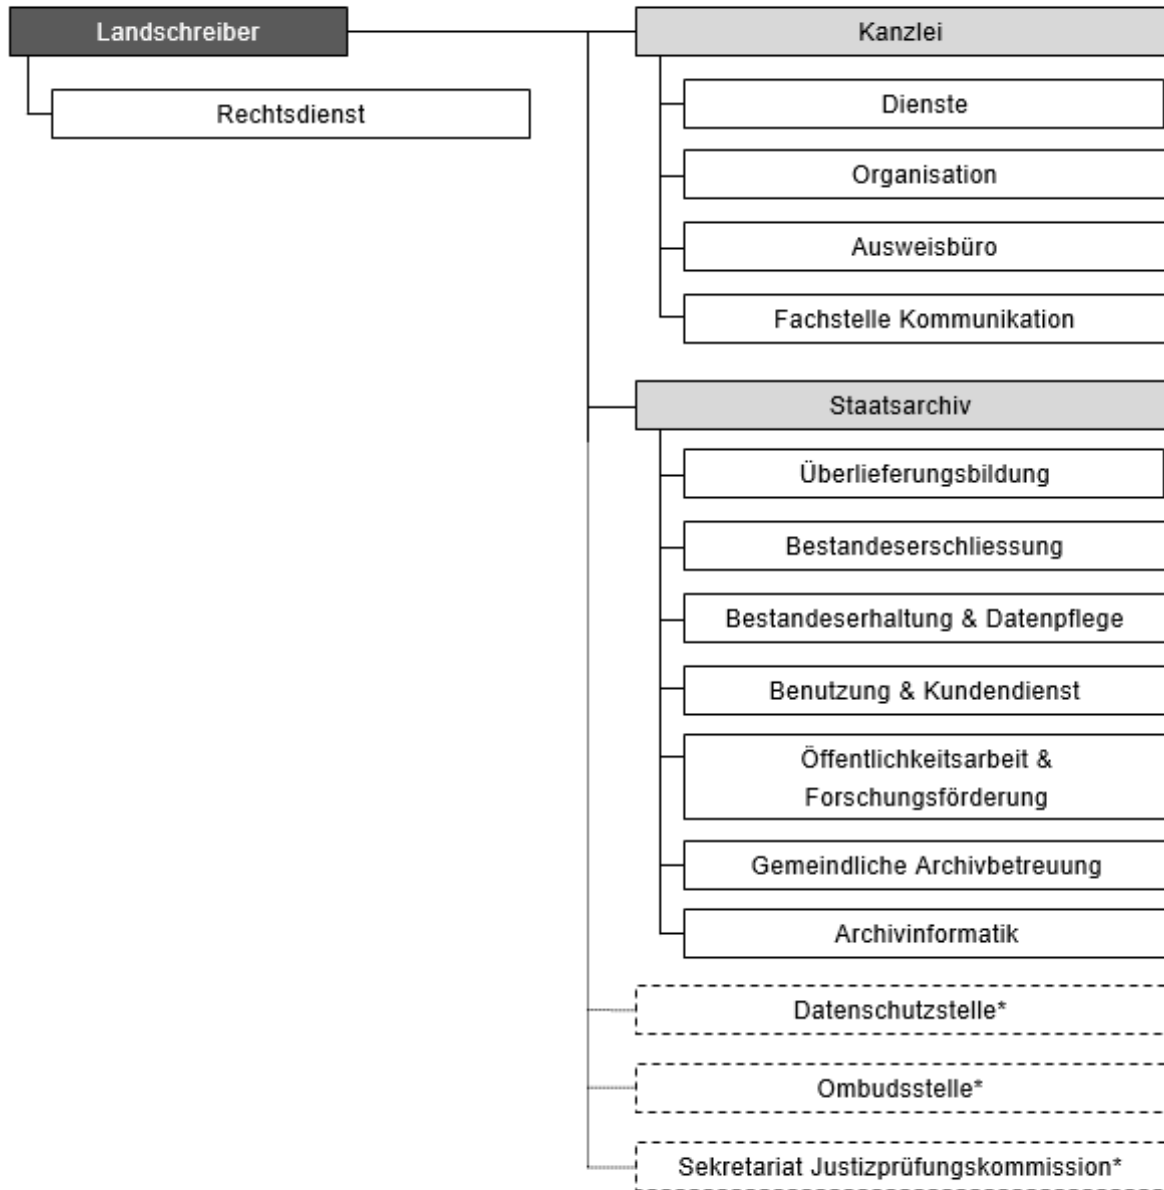 Landschreiber
Rechtsdienst
Kanzlei
Dienste
Organisation
Ausweisbüro
Fachstelle Kommunikation
Staatsarchiv
Überlieferungsbildung
Bestandeserschliessung
Bestandeserhaltung & Datenpflege
Benutzung & Kundendienst
Öffentlichkeitsarbeit &
Forschungsförderung
Gemeindliche Archivbetreuung
Archivinformatik
Datenschutzstelle*
Ombudsstelle*
Sekretariat Justizprüfungskommission*